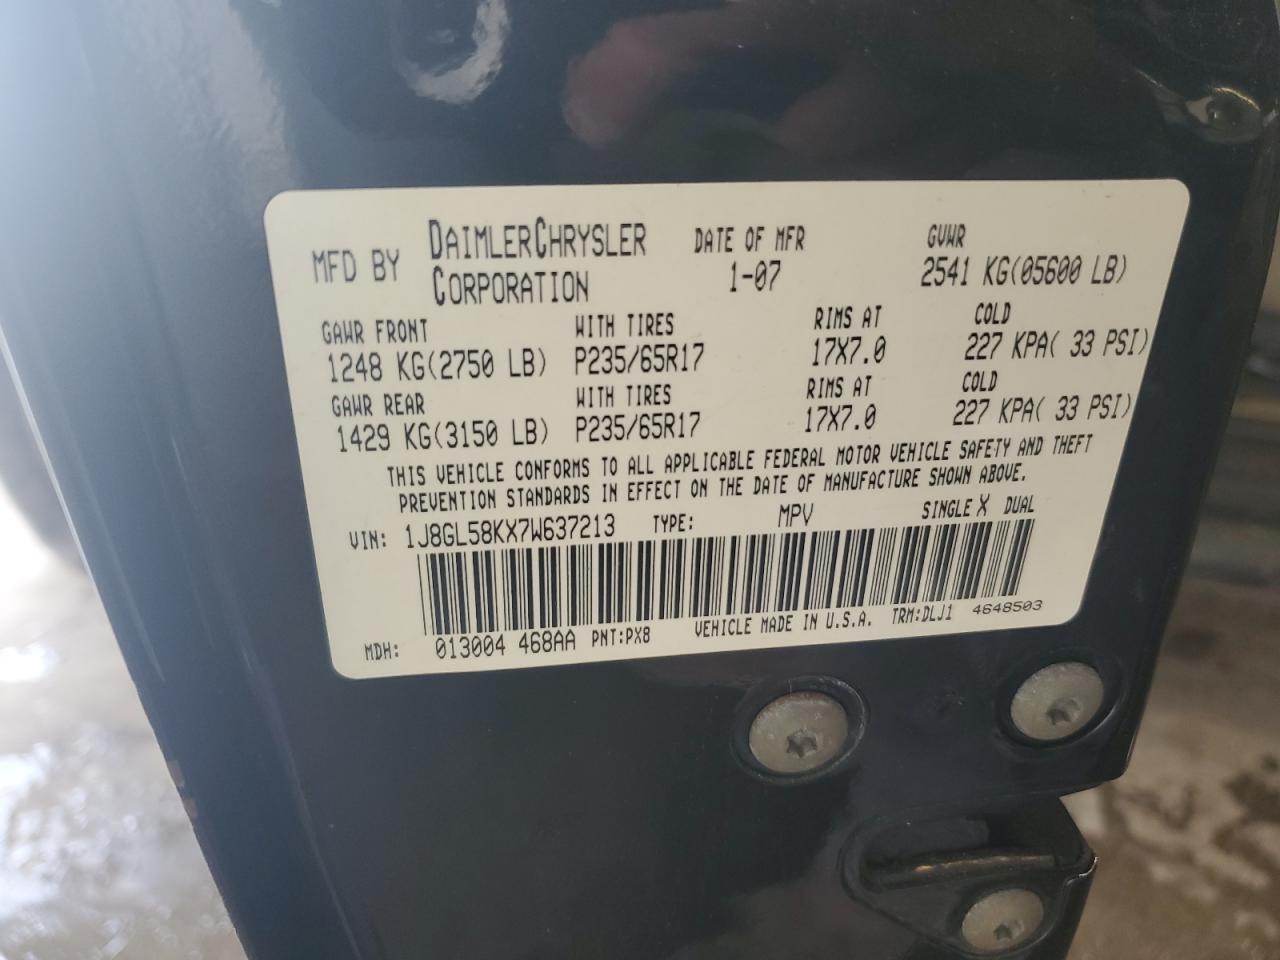 MFD BY DAIMLERCHRYSLER CORPORATION
DATE OF MFR 1-07
GVWR 2541 KG(05600 LB)
GAWR FRONT WITH TIRES RIMS AT COLD
1248 KG(2750 LB) P235/65R17 17X7.0 227 KPA( 33 PSI)
GAWR REAR WITH TIRES RIMS AT COLD
1429 KG(3150 LB) P235/65R17 17X7.0 227 KPA( 33 PSI)
THIS VEHICLE CONFORMS TO ALL APPLICABLE FEDERAL MOTOR VEHICLE SAFETY AND THEFT
PREVENTION STANDARDS IN EFFECT ON THE DATE OF MANUFACTURE SHOWN ABOVE.
VIN: 1J8GL58KX7W637213 TYPE: MPV SINGLE X DUAL
MDH: 013004 468AA PNT:PX8 VEHICLE MADE IN U.S.A. TRM:DLJ1 4648503